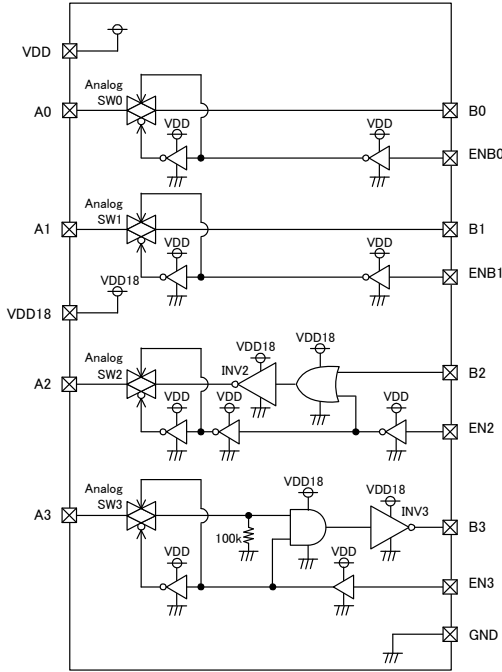 VDD
Analog
SW0
A0
B0
VDD
VDD
ENB0
Analog
SW1
A1
B1
VDD
VDD
ENB1
VDD18
VDD18
Analog
SW2
VDD18
VDD18
INV2
A2
B2
VDD
VDD
VDD
EN2
Analog
SW3
VDD18
VDD18
INV3
A3
B3
100k
VDD
VDD
EN3
GND